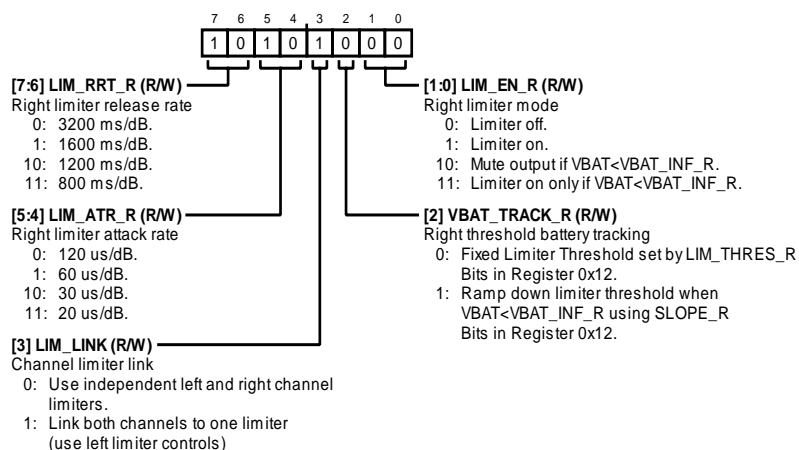 7 6 5 4 3 2 1 0
1 0 1 0 1 0 0 0
[7:6] LIM_RRT_R (R/W)
Right limiter release rate
0: 3200 ms/dB.
1: 1600 ms/dB.
10: 1200 ms/dB.
11: 800 ms/dB.
[5:4] LIM_ATR_R (R/W)
Right limiter attack rate
0: 120 us/dB.
1: 60 us/dB.
10: 30 us/dB.
11: 20 us/dB.
[3] LIM_LINK (R/W)
Channel limiter link
0: Use independent left and right channel
limiters.
1: Link both channels to one limiter
(use left limiter controls)
[1:0] LIM_EN_R (R/W)
Right limiter mode
0: Limiter off.
1: Limiter on.
10: Mute output if VBAT<VBAT_INF_R.
11: Limiter on only if VBAT<VBAT_INF_R.
[2] VBAT_TRACK_R (R/W)
Right threshold battery tracking
0: Fixed Limiter Threshold set by LIM_THRES_R
Bits in Register 0x12.
1: Ramp down limiter threshold when
VBAT<VBAT_INF_R using SLOPE_R
Bits in Register 0x12.